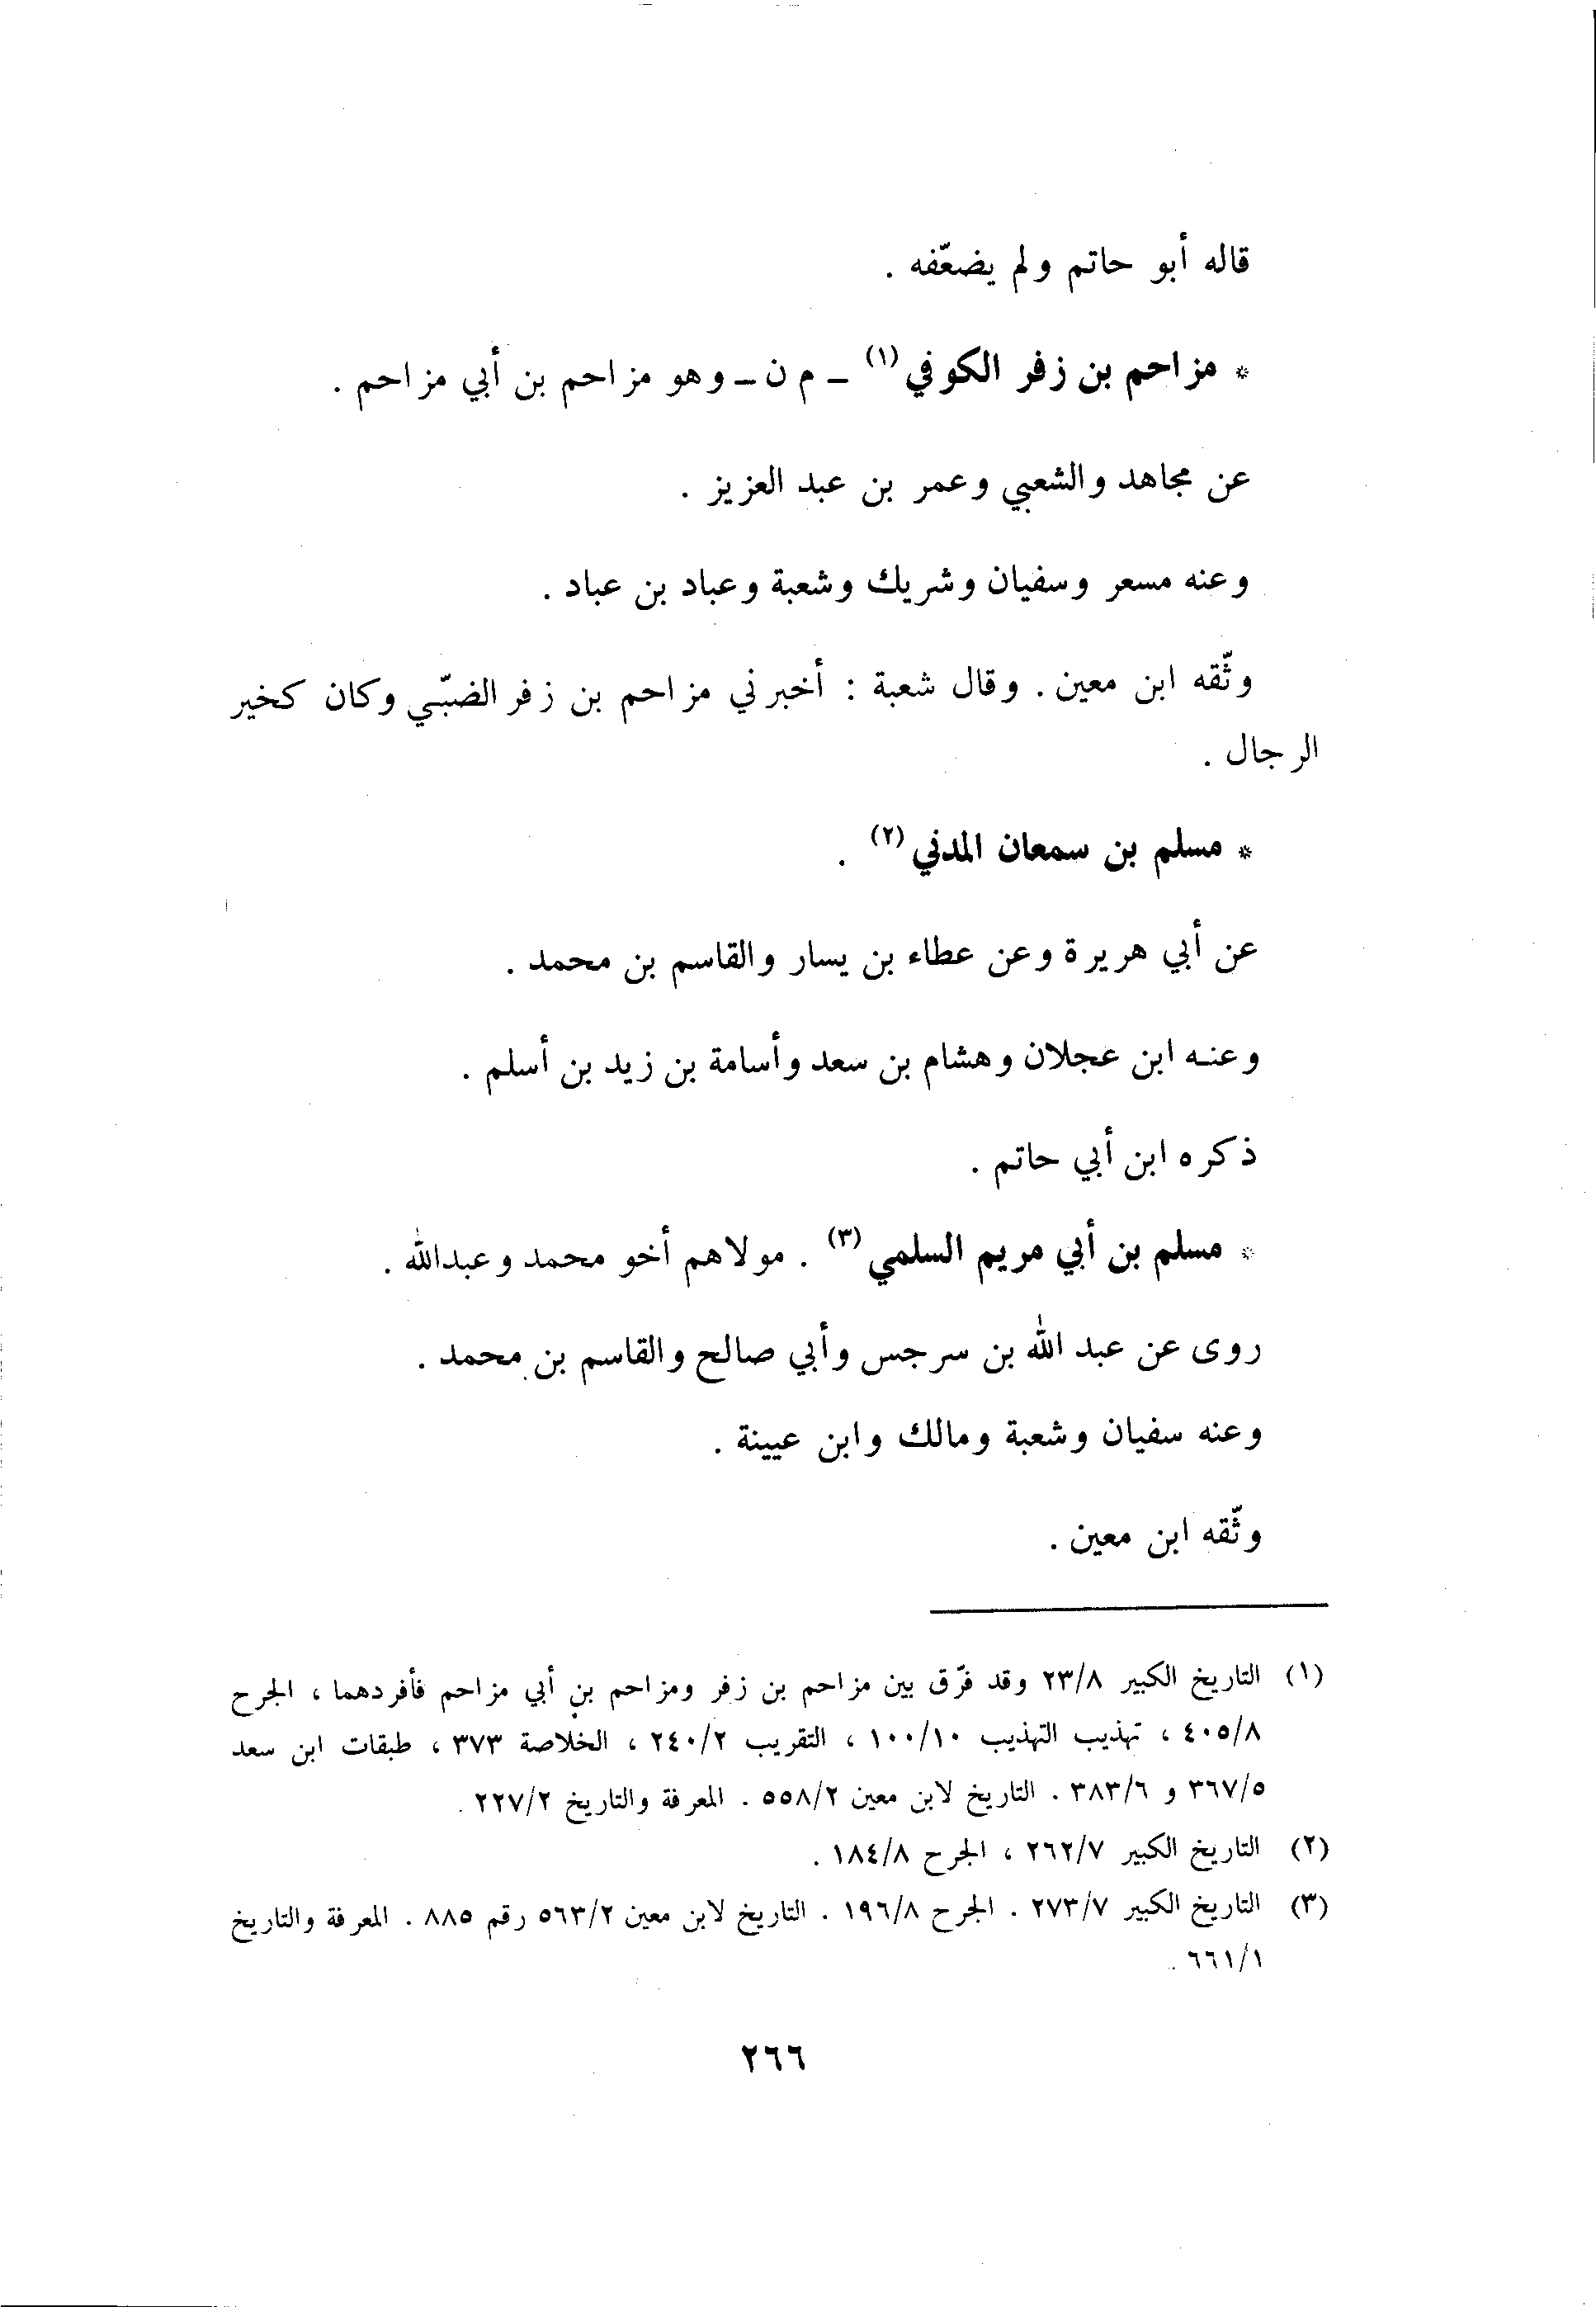 قاله أبو حاتم ولم يضعّفه .
* مزاحم بن زفر الكوفي (١) ـ م ن ـ وهو مزاحم بن أبي مزاحم .
عن مجاهد والشعبي وعمر بن عبد العزيز .
وعنه مسعر وسفيان وشريك وشعبة وعباد بن عباد .
وثّقه ابن معين . وقال شعبة : أخبرني مزاحم بن زفر الضبّي وكان كخير
الرجال .
* مسلم بن سمعان المدني (٢) .
عن أبي هريرة وعن عطاء بن يسار والقاسم بن محمد .
وعنه ابن عجلان وهشام بن سعد وأسامة بن زيد بن أسلم .
ذكره ابن أبي حاتم .
* مسلم بن أبي مريم السلمي (٣) . مولاهم أخو محمد وعبدالله .
روى عن عبد الله بن سرجس وأبي صالح والقاسم بن محمد .
وعنه سفيان وشعبة ومالك وابن عيينة .
وثّقه ابن معين .
(١) التاريخ الكبير ٢٣/٨ وقد فرّق بين مزاحم بن زفر ومزاحم بن أبي مزاحم فأفردهما ، الجرح
٤٠٥/٨ ، تهذيب التهذيب ١٠٠/١٠ ، التقريب ٢٤٠/٢ ، الخلاصة ٣٧٣ ، طبقات ابن سعد
٣٦٧/٥ و ٣٨٣/٦ . التاريخ لابن معين ٥٥٨/٢ . المعرفة والتاريخ ٢٢٧/٢ .
(٢) التاريخ الكبير ٢٦٢/٧ ، الجرح ١٨٤/٨ .
(٣) التاريخ الكبير ٢٧٣/٧ . الجرح ١٩٦/٨ . التاريخ لابن معين ٥٦٣/٢ رقم ٨٨٥ . المعرفة والتاريخ
٦٦١/١ .
٢٦٦